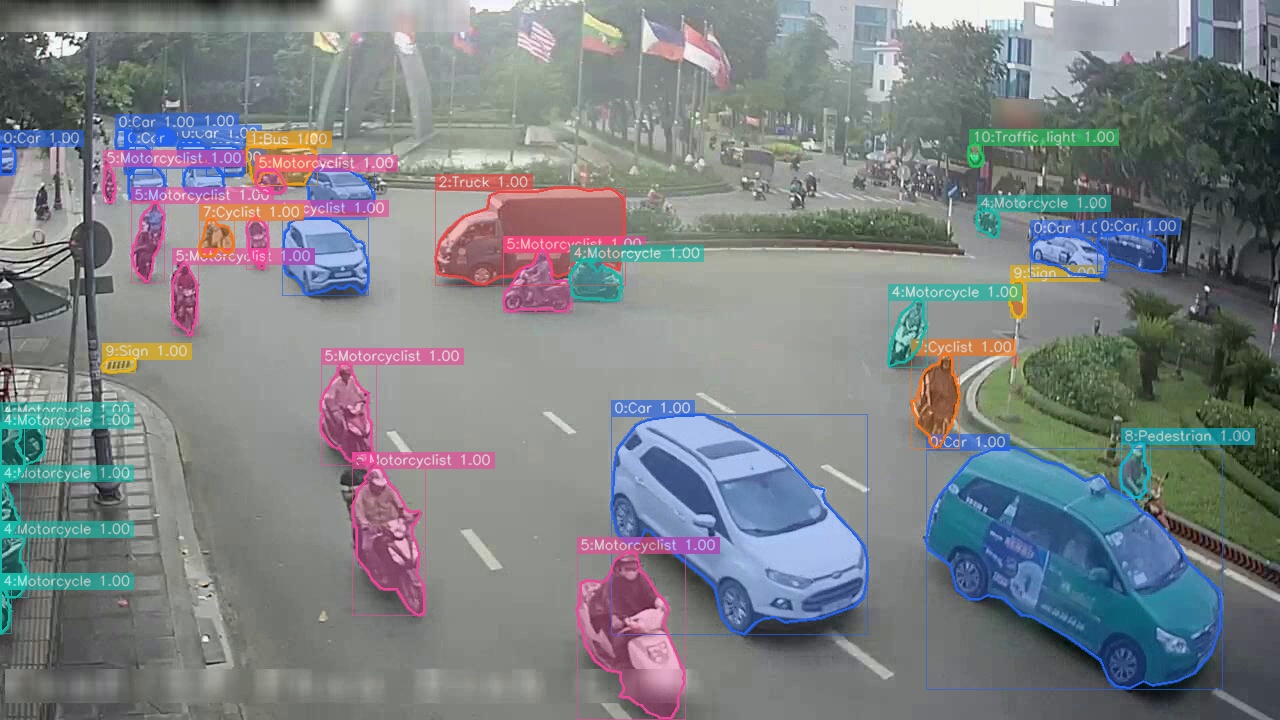 0:Car 1.00
0:Car 1.00
0:Car
0:Car 1.00
1:Bus 1.00
10:Traffic light 1.00
5:Motorcyclist 1.00
5:Motorcyclist 1.00
2:Truck 1.00
5:Motorcyclist 1.00
7:Cyclist 1.00
cyclist 1.00
4:Motorcycle 1.00
0:Car 1.0
0:Car 1.00
5:Motorcyclist 1.00
5:Motorcyclist 1.00
4:Motorcycle 1.00
9:Sign 1.00
4:Motorcycle 1.00
9:Sign 1.00
5:Motorcyclist 1.00
Cyclist 1.00
4:Motorcycle 1.00
4:Motorcycle 1.00
0:Car 1.00
5:Motorcyclist 1.00
0:Car 1.00
8:Pedestrian 1.00
4:Motorcycle 1.00
4:Motorcycle 1.00
5:Motorcyclist 1.00
4:Motorcycle 1.00